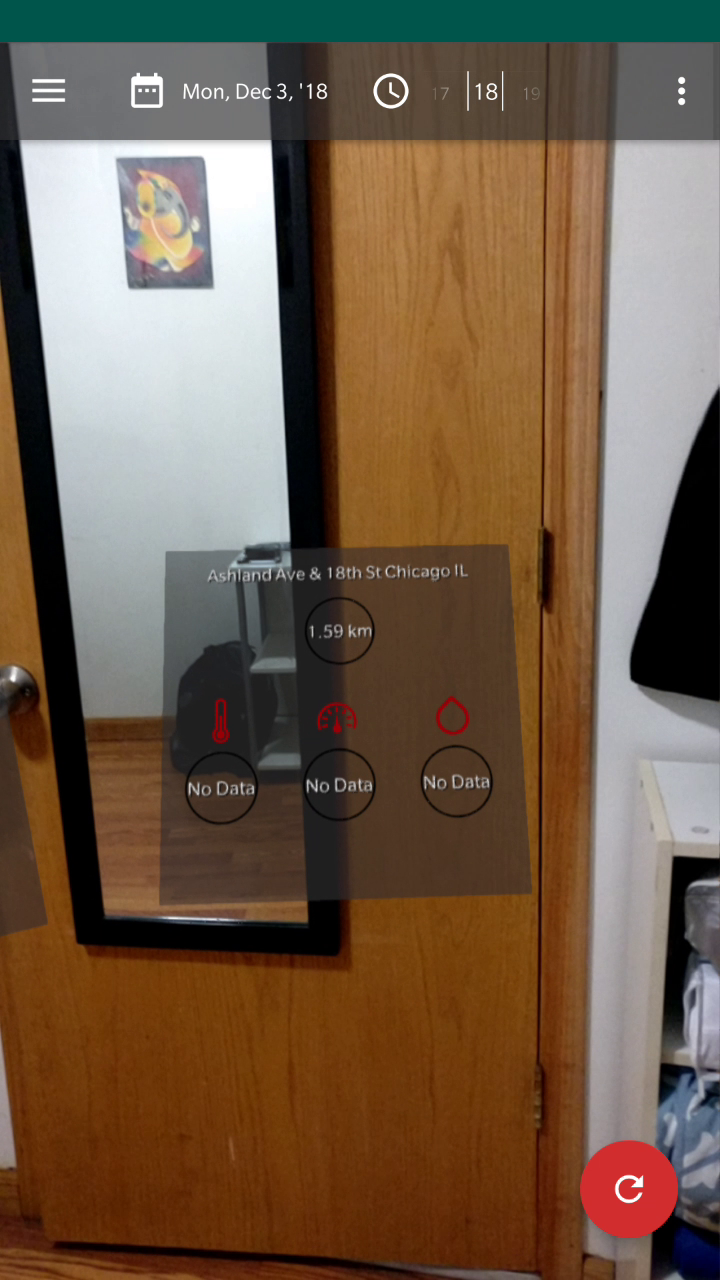 Mon, Dec 3, '18 17 18 19
Ashland Ave & 18th St Chicago IL
1.59 km
No Data No Data No Data